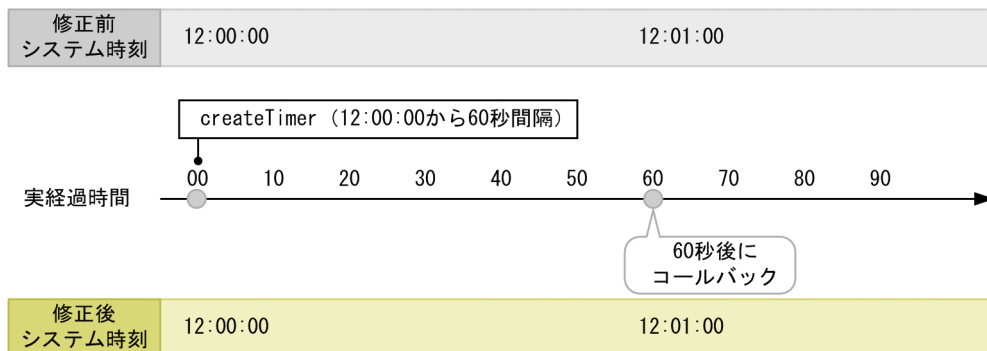 修正前
システム時刻
12:00:00
12:01:00
createTimer (12:00:00から60秒間隔)
00 10 20 30 40 50 60 70 80 90
実経過時間
60秒後に
コールバック
修正後
システム時刻
12:00:00
12:01:00